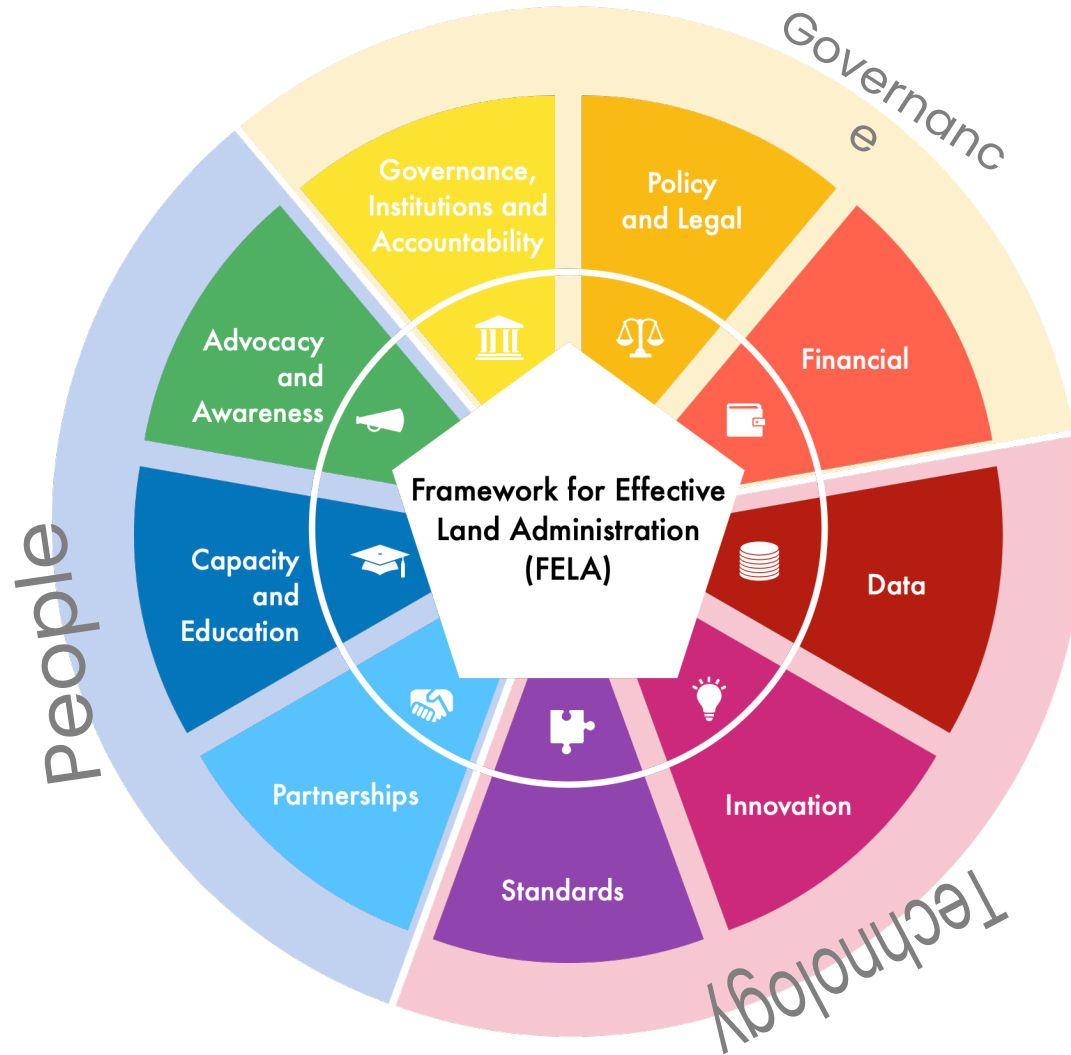 Governanc
e
Governance,
Institutions and
Accountability
Policy
and Legal
Financial
Data
Innovation
Standards
Partnerships
Capacity
and
Education
Advocacy
and
Awareness
Framework for Effective
Land Administration
(FELA)
People
Technology